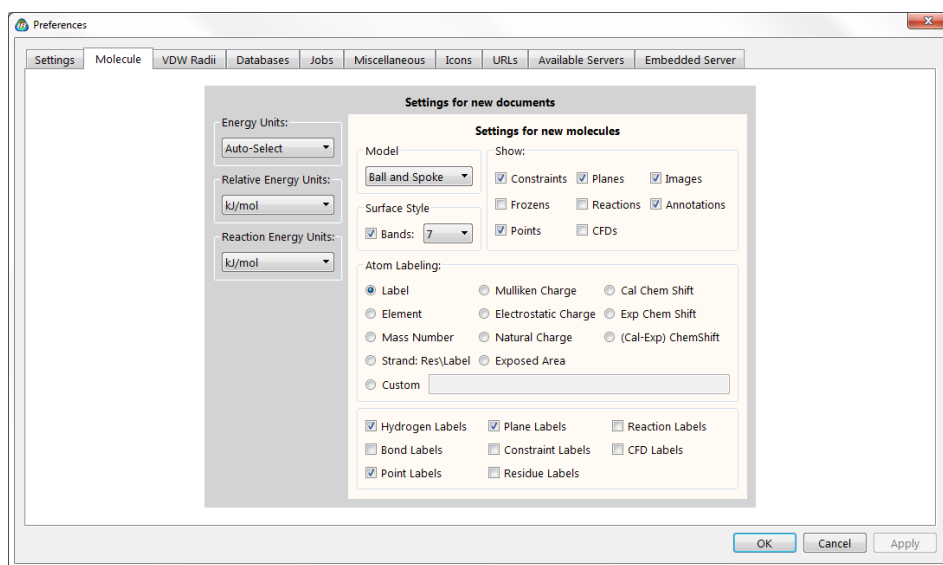 Preferences
Settings Molecule VDW Radii Databases Jobs Miscellaneous Icons URLs Available Servers Embedded Server
Settings for new documents
Energy Units:
Auto-Select
Relative Energy Units:
kJ/mol
Reaction Energy Units:
kJ/mol
Settings for new molecules
Model
Ball and Spoke
Surface Style
Bands: 7
Show:
Constraints Planes Images
Frozens Reactions Annotations
Points CFDs
Atom Labeling:
Label Mulliken Charge Cal Chem Shift
Element Electrostatic Charge Exp Chem Shift
Mass Number Natural Charge (Cal-Exp) ChemShift
Strand: Res\Label Exposed Area
Custom
Hydrogen Labels Plane Labels Reaction Labels
Bond Labels Constraint Labels CFD Labels
Point Labels Residue Labels
OK Cancel Apply